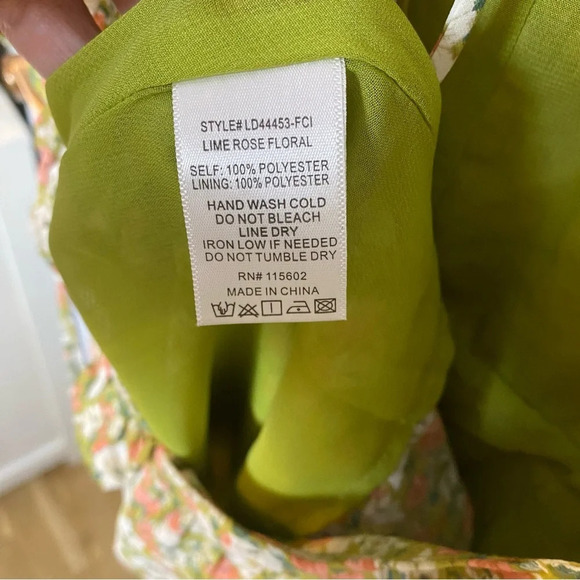 STYLE# LD44453-FCI
LIME ROSE FLORAL
SELF: 100% POLYESTER
LINING: 100% POLYESTER
HAND WASH COLD
DO NOT BLEACH
LINE DRY
IRON LOW IF NEEDED
DO NOT TUMBLE DRY
RN# 115602
MADE IN CHINA